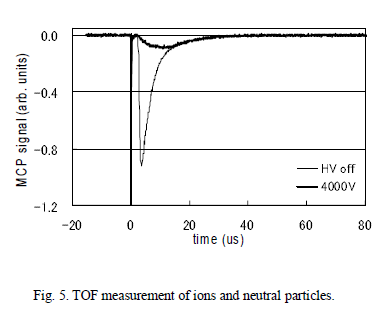 0.0
-0.4
-0.8
-1.2
MCP signal (arb. units)
HV off
4000V
-20 0 20 40 60 80
time (us)
Fig. 5. TOF measurement of ions and neutral particles.